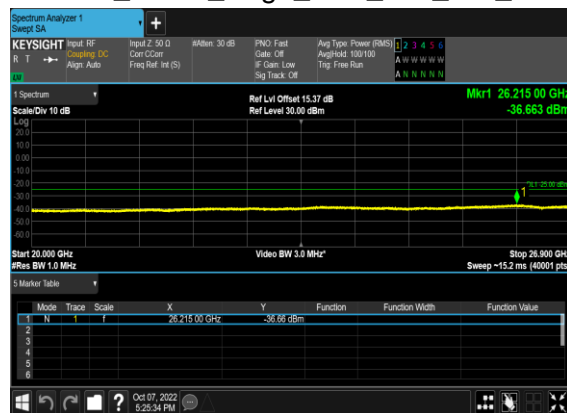 Spectrum Analyzer 1
Swept SA
+
KEYSIGHT Input: RF Input Z: 50 Ω #Atten: 30 dB PNO: Fast Avg Type: Power (RMS) 1 2 3 4 5 6
R T Coupling: DC Corr CCorr Gate: Off Avg|Hold: 100/100 A W W W W W
Align: Auto Freq Ref: Int (S) IF Gain: Low Trig: Free Run
Sig Track: Off A N N N N N
1 Spectrum Ref Lvl Offset 15.37 dB Mkr1 26.215 00 GHz
Scale/Div 10 dB Ref Level 30.00 dBm -36.663 dBm
Log
20.0
10.0
0.00
-10.0
-20.0
DL1 -25.00 dBm
-30.0
1
-40.0
-50.0
-60.0
Start 20.000 GHz Video BW 3.0 MHz* Stop 26.900 GHz
#Res BW 1.0 MHz Sweep ~15.2 ms (40001 pts
5 Marker Table
Mode Trace Scale X Y Function Function Width Function Value
1 N 1 f 26.215 00 GHz -36.66 dBm
2
3
4
5
6
? Oct 07, 2022
5:25:34 PM